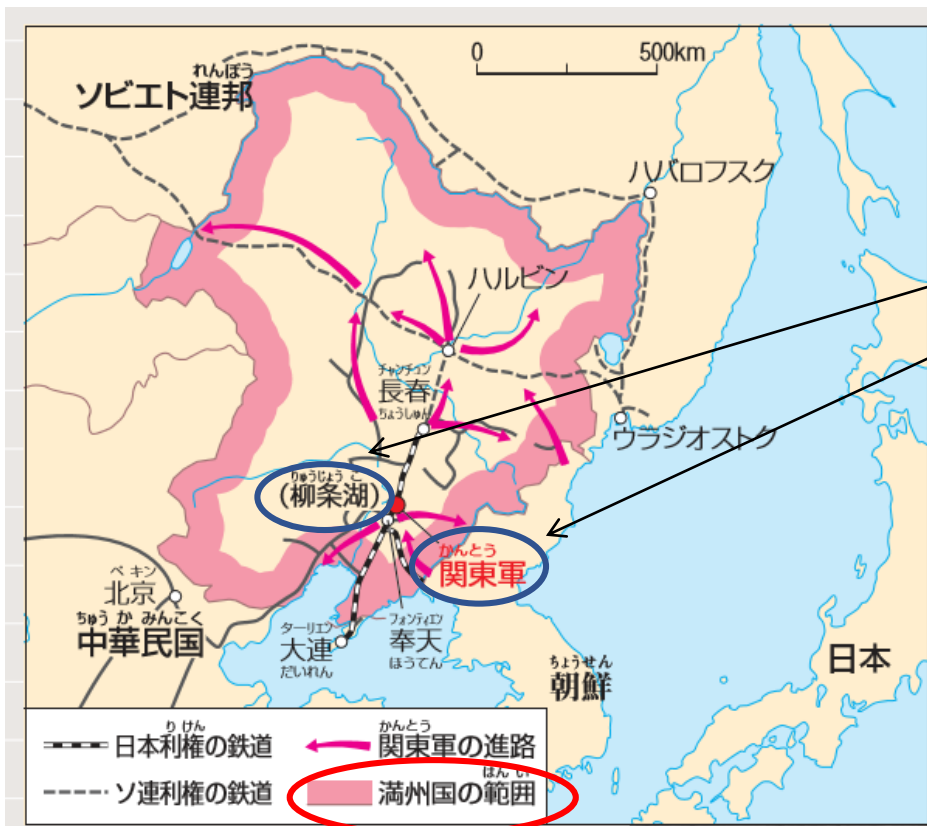 0 500km
れんぽう
ソビエト連邦
ハバロフスク
ハルビン
チャンチュン
長春
ちょうしゅん
ウラジオストク
りゅうじょうこ
(柳条湖)
かんとう
関東軍
ペキン
北京
ちゅうかみんこく
中華民国
ターリエン
大連
だいれん
フォンティエン
奉天
ほうてん
ちょうせん
朝鮮
日本
りけん
日本利権の鉄道
かんとう
関東軍の進路
ソ連利権の鉄道
はんい
満州国の範囲